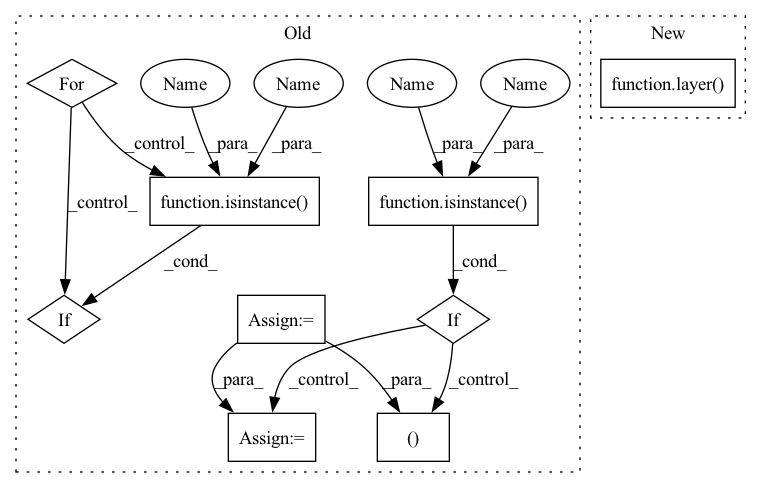 Old
New
For
Name
Name
Name
Name
function.layer()
_control_
_para_
_para_
_para_
_para_
function.isinstance()
function.isinstance()
_control_
_cond_
_cond_
If
Assign:=
If
_para_
_control_
_para_
_control_
Assign:=
()